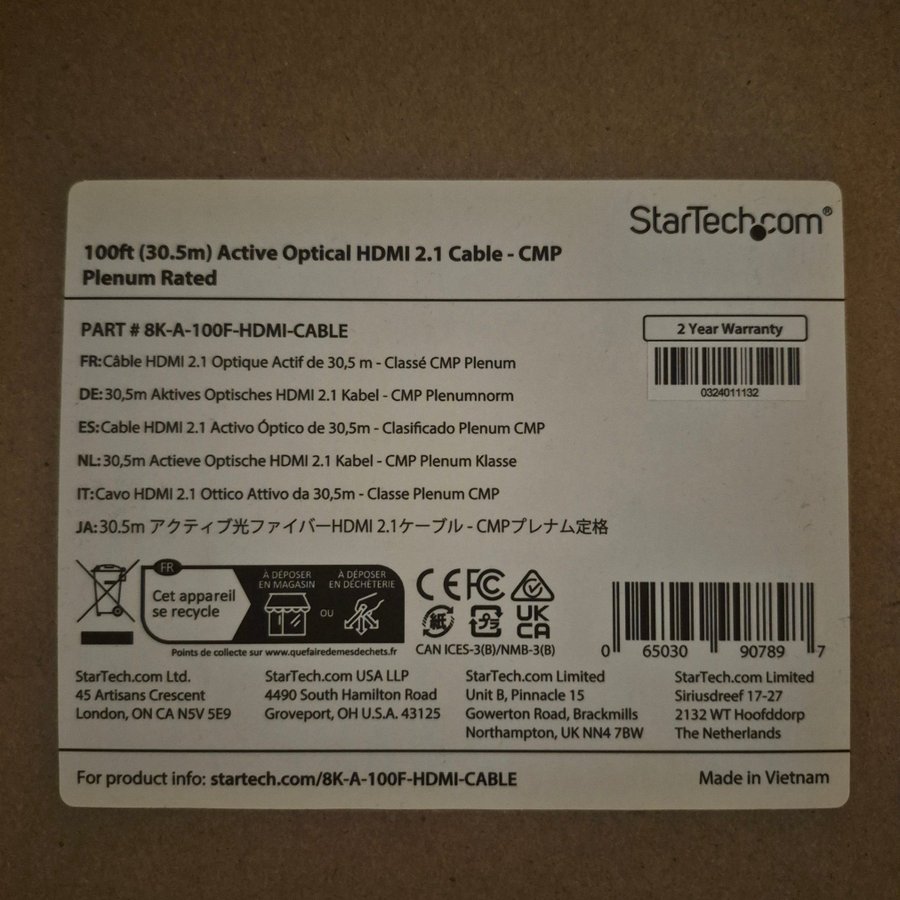 StarTech.com®
100ft (30.5m) Active Optical HDMI 2.1 Cable - CMP
Plenum Rated
PART # 8K-A-100F-HDMI-CABLE
2 Year Warranty
0324011132
FR:Câble HDMI 2.1 Optique Actif de 30,5 m - Classé CMP Plenum
DE:30,5m Aktives Optisches HDMI 2.1 Kabel - CMP Plenumnorm
ES:Cable HDMI 2.1 Activo Óptico de 30,5m - Clasificado Plenum CMP
NL:30,5m Actieve Optische HDMI 2.1 Kabel - CMP Plenum Klasse
IT:Cavo HDMI 2.1 Ottico Attivo da 30,5m - Classe Plenum CMP
JA:30.5m アクティブ光ファイバーHDMI 2.1ケーブル - CMPプレナム定格
FR
Cet appareil
se recycle
À DÉPOSER
EN MAGASIN
OU
À DÉPOSER
EN DÉCHÈTERIE
Points de collecte sur www.quefairedemesdechets.fr
CE FC
紙 プラ UK
CA
CAN ICES-3(B)/NMB-3(B)
0 65030 90789 7
StarTech.com Ltd.
45 Artisans Crescent
London, ON CA N5V 5E9
StarTech.com USA LLP
4490 South Hamilton Road
Groveport, OH U.S.A. 43125
StarTech.com Limited
Unit B, Pinnacle 15
Gowerton Road, Brackmills
Northampton, UK NN4 7BW
StarTech.com Limited
Siriusdreef 17-27
2132 WT Hoofddorp
The Netherlands
For product info: startech.com/8K-A-100F-HDMI-CABLE
Made in Vietnam